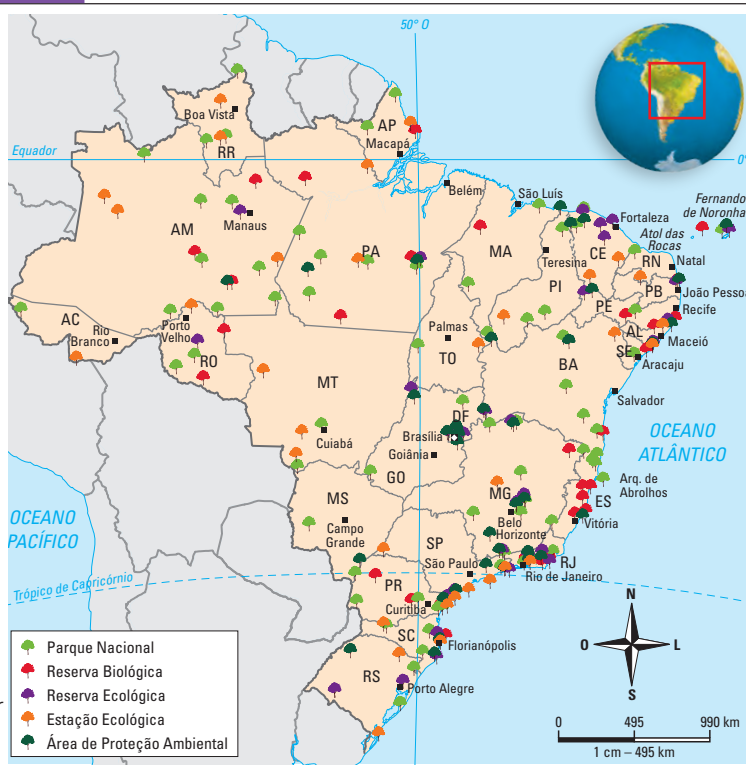 50° O
Boa Vista
RR
AP
Macapá
Equador
0°
Belém
São Luís
Fernando
de Noronha
Fortaleza
Atol das
Rocas
AM
Manaus
PA
MA
Teresina
CE
RN
Natal
PI
PB
João Pessoa
PE
Recife
AC
Rio
Branco
Porto
Velho
RO
Palmas
TO
AL
Maceió
SE
Aracaju
BA
MT
Salvador
Cuiabá
DF
Brasília
Goiânia
GO
OCEANO
ATLÂNTICO
Arq. de
Abrolhos
MG
ES
Belo
Horizonte
Vitória
MS
Campo
Grande
OCEANO
PACÍFICO
SP
São Paulo
RJ
Rio de Janeiro
Trópico de Capricórnio
PR
Curitiba
SC
Florianópolis
RS
Porto Alegre
N
O
L
S
Parque Nacional
Reserva Biológica
Reserva Ecológica
Estação Ecológica
Área de Proteção Ambiental
0 495 990 km
1 cm – 495 km